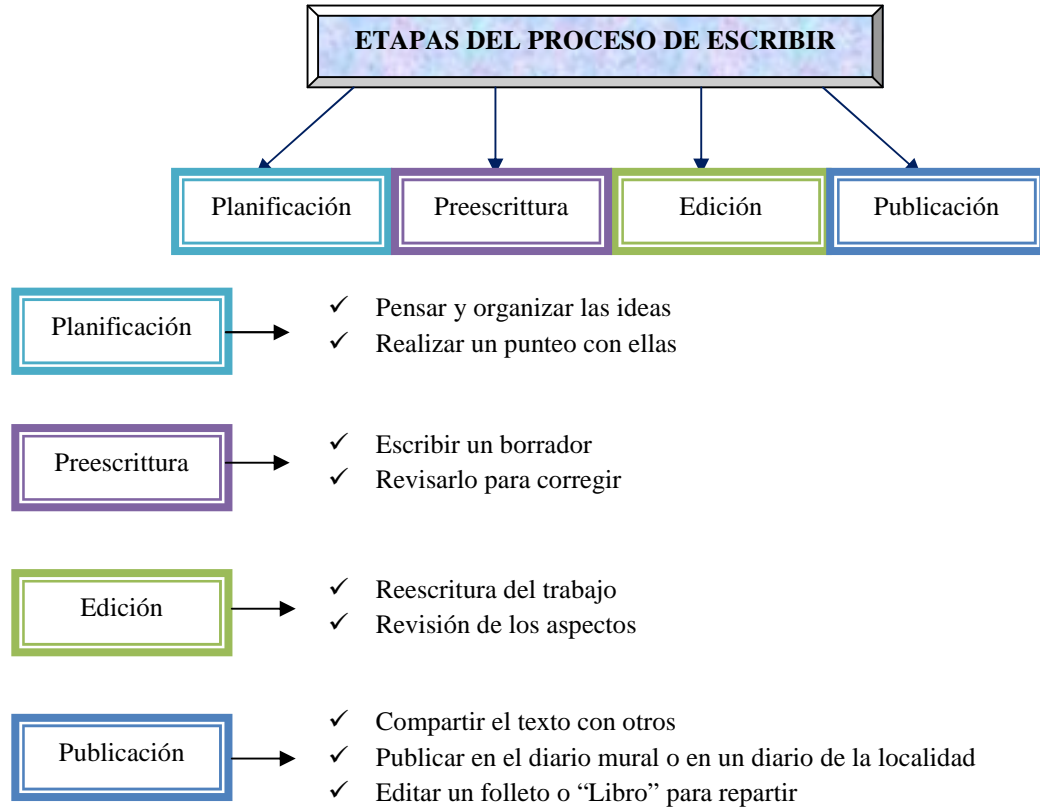 ETAPAS DEL PROCESO DE ESCRIBIR
Planificación
Preescrittura
Edición
Publicación
Planificación
✓ Pensar y organizar las ideas
✓ Realizar un punteo con ellas
Preescrittura
✓ Escribir un borrador
✓ Revisarlo para corregir
Edición
✓ Reescritura del trabajo
✓ Revisión de los aspectos
Publicación
✓ Compartir el texto con otros
✓ Publicar en el diario mural o en un diario de la localidad
✓ Editar un folleto o “Libro” para repartir